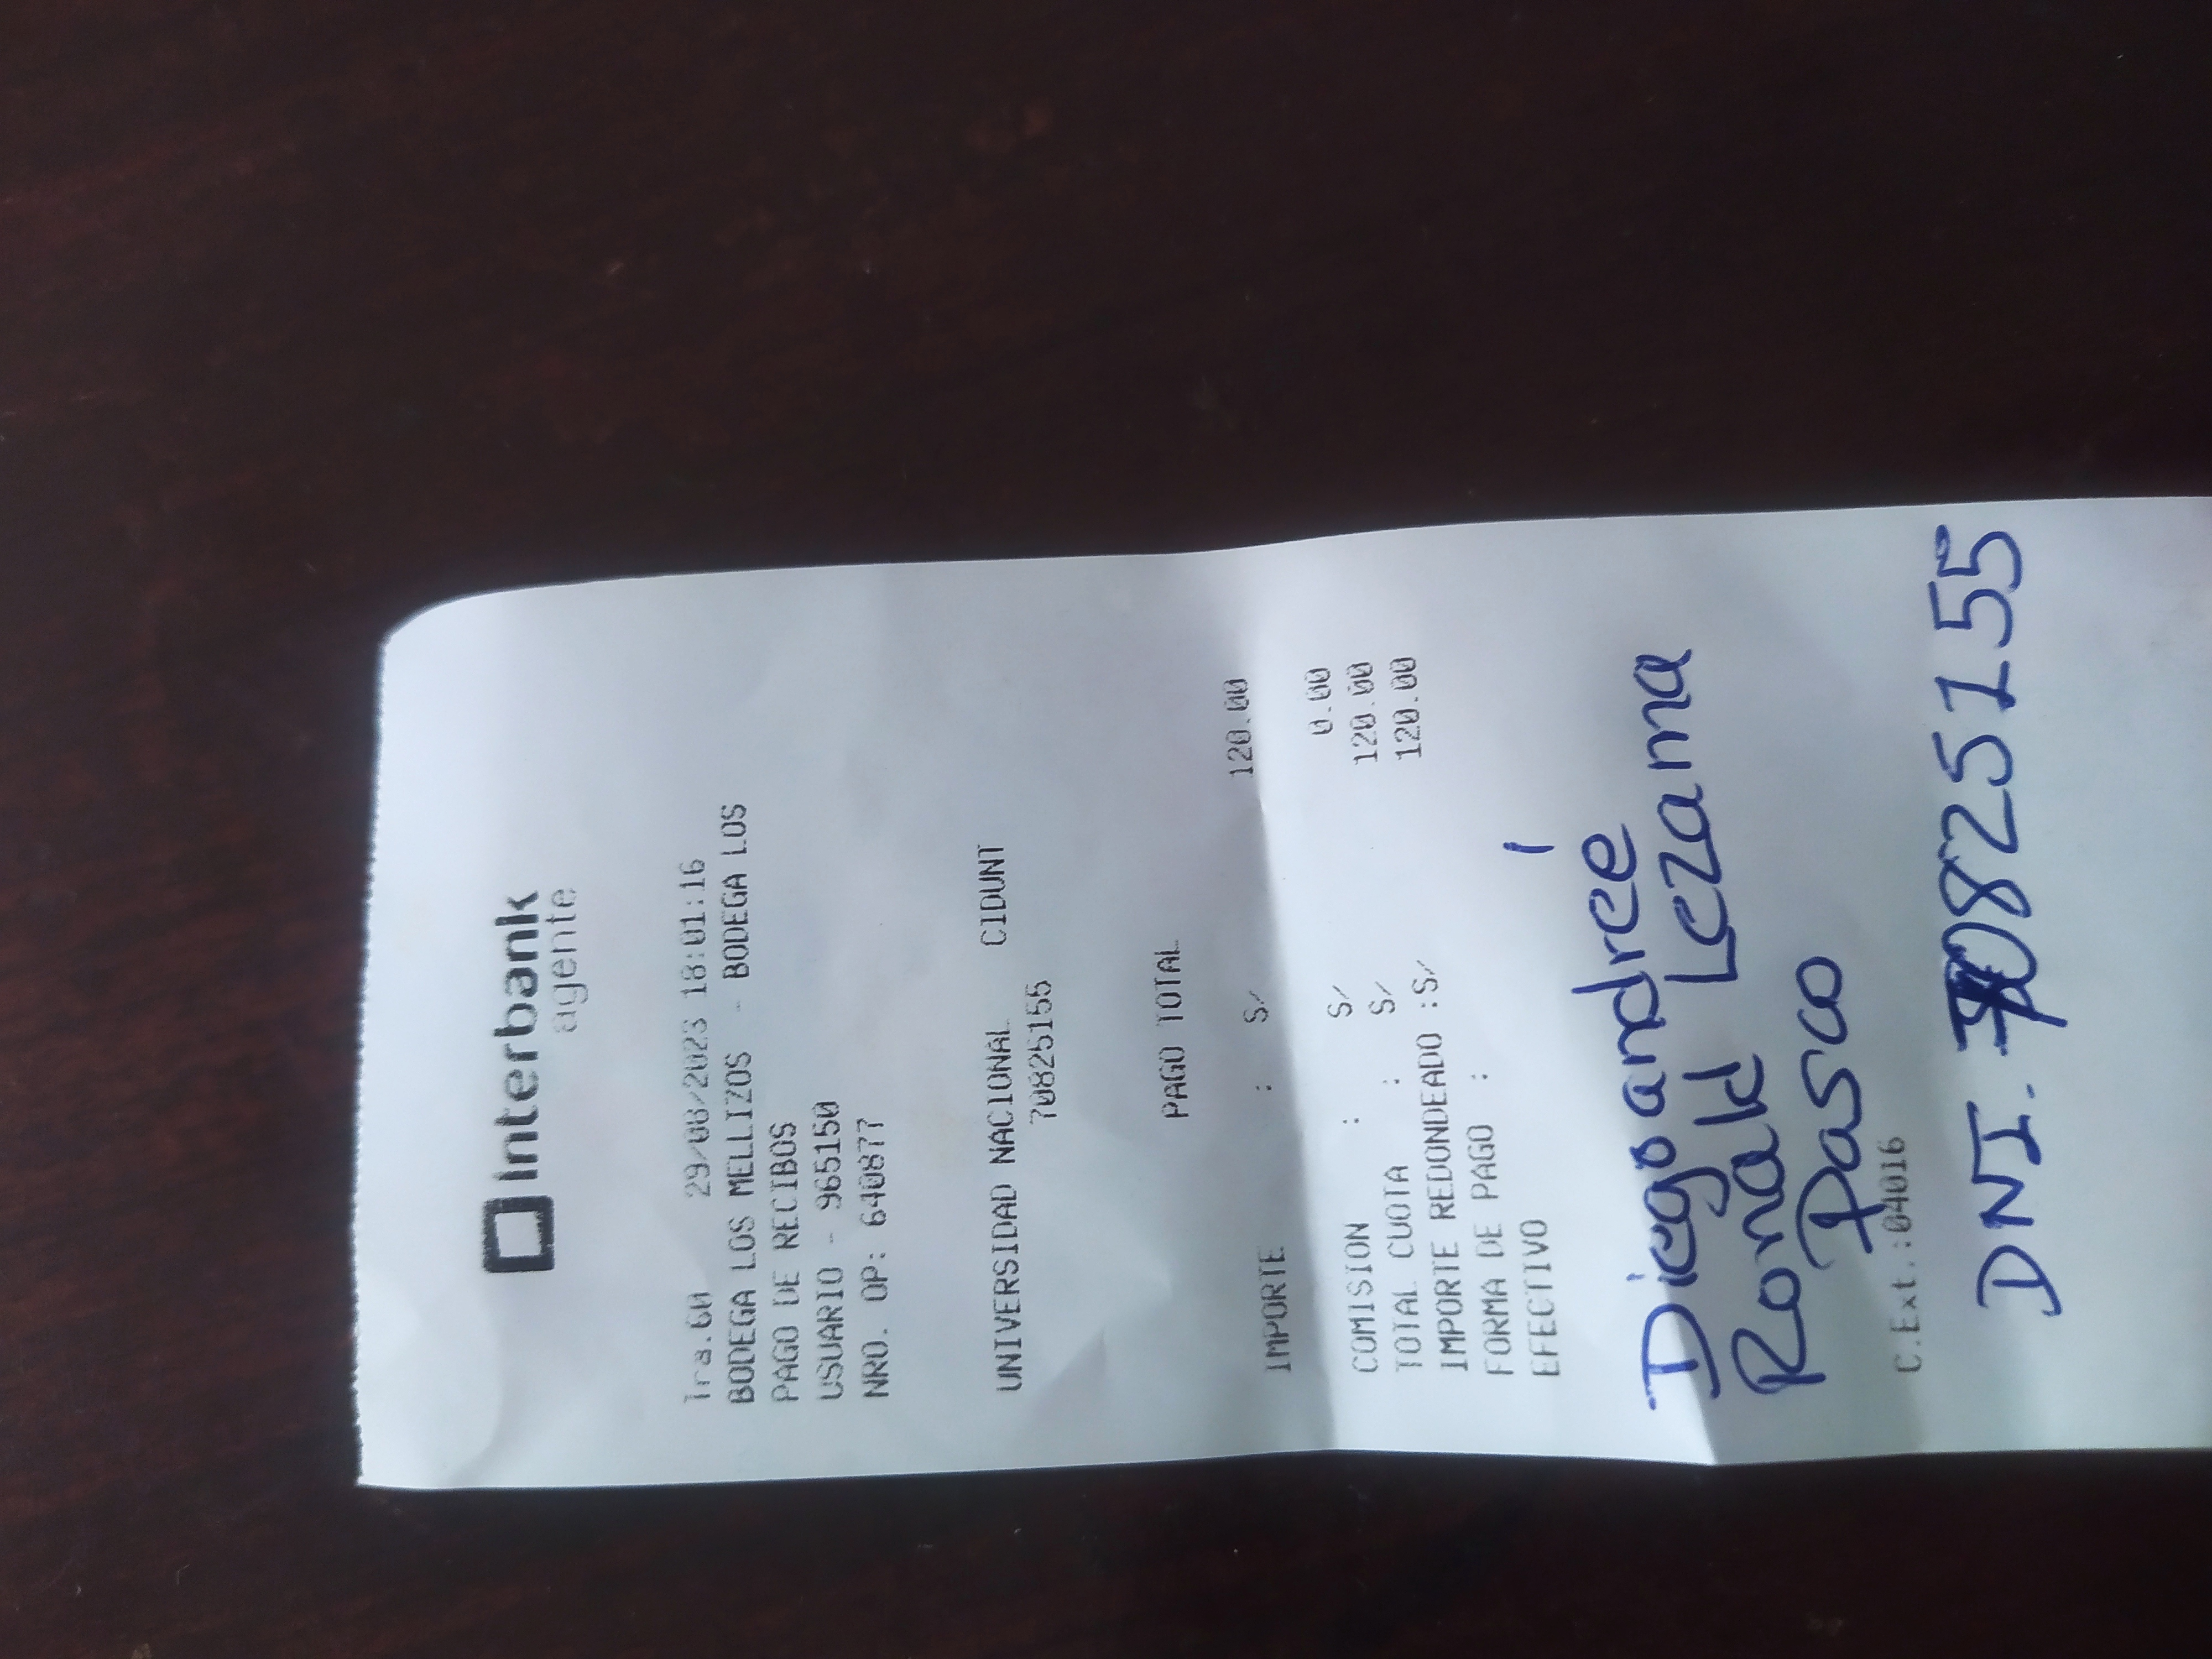 Interbank
agente
Tra.60 29/08/2023 18:01:16
BODEGA LOS MELLIZOS - BODEGA LOS
PAGO DE RECIBOS
USUARIO - 965150
NRO. OP: 640877
UNIVERSIDAD NACIONAL CIDUNT
70825155
PAGO TOTAL
IMPORTE : S/ 120.00
COMISION : S/ 0.00
TOTAL CUOTA : S/ 120.00
IMPORTE REDONDEADO :S/ 120.00
FORMA DE PAGO :
EFECTIVO
Diegoandreé
Ronald Lezama
Pasco
C.Ext.:04016
DNI. 70825155